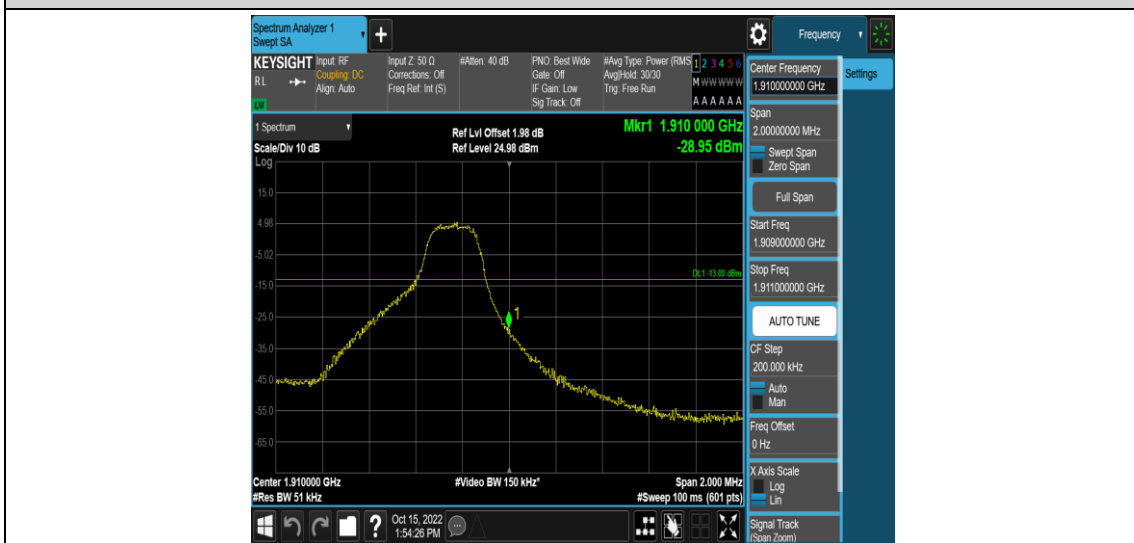 Spectrum Analyzer 1
Swept SA
+
Frequency
KEYSIGHT
RL
LXI
Input: RF
Coupling: DC
Align: Auto
Input Z: 50 Ω
Corrections: Off
Freq Ref: Int (S)
#Atten: 40 dB
PNO: Best Wide
Gate: Off
IF Gain: Low
Sig Track: Off
#Avg Type: Power (RMS
Avg|Hold: 30/30
Trig: Free Run
1 2 3 4 5 6
M W W W W W
A A A A A A
Center Frequency
1.910000000 GHz
Settings
1 Spectrum
Ref Lvl Offset 1.98 dB
Mkr1 1.910 000 GHz
Scale/Div 10 dB
Ref Level 24.98 dBm
-28.95 dBm
Log
15.0
4.98
-5.02
-15.0
-25.0
-35.0
-45.0
-55.0
-65.0
DL1 -13.00 dBm
1
Center 1.910000 GHz
#Video BW 150 kHz*
Span 2.000 MHz
#Res BW 51 kHz
#Sweep 100 ms (601 pts)
Span
2.00000000 MHz
Swept Span
Zero Span
Full Span
Start Freq
1.909000000 GHz
Stop Freq
1.911000000 GHz
AUTO TUNE
CF Step
200.000 kHz
Auto
Man
Freq Offset
0 Hz
X Axis Scale
Log
Lin
Signal Track
(Span Zoom)
?
Oct 15, 2022
1:54:26 PM